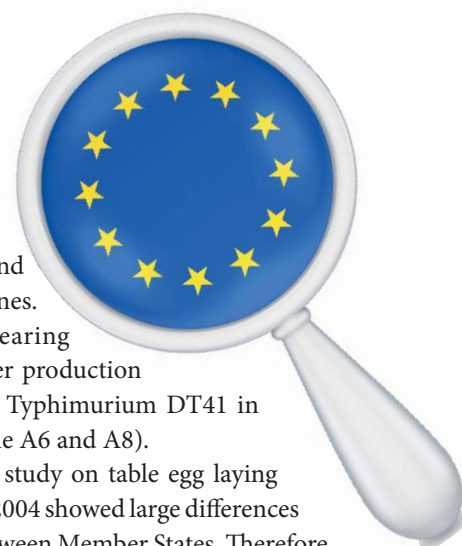 nd
nes.
earing
er production
Typhimurium DT41 in
e A6 and A8).
study on table egg laying
2004 showed large differences
ween Member States. Therefore